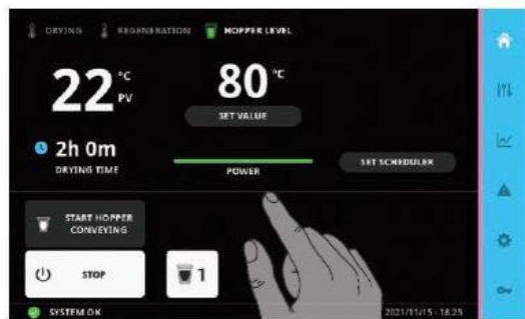 DRYING REGENERATION HOPPER LEVEL
22 °C PV
80 °C
SET VALUE
2h 0m
DRYING TIME
POWER
SET SCHEDULER
START HOPPER
CONVEYING
STOP
1
SYSTEM OK
2021/11/15 - 18:25